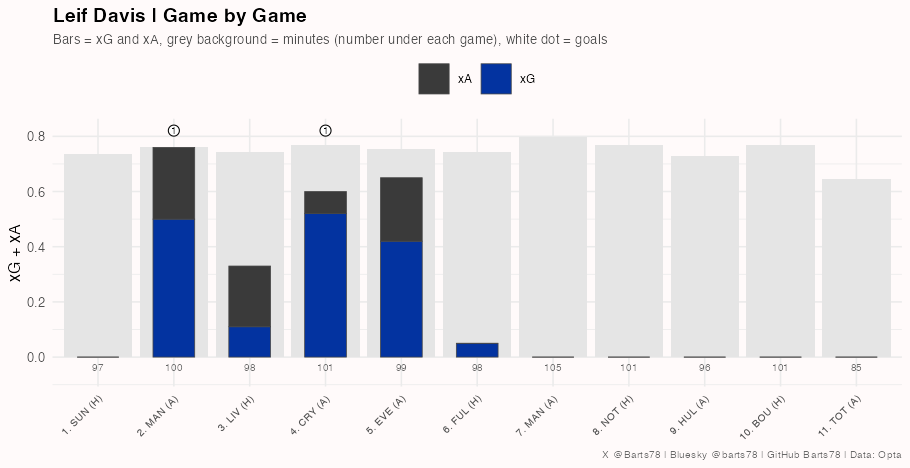 Leif Davis | Game by Game
Bars = xG and xA, grey background = minutes (number under each game), white dot = goals
xA xG
1 1
xG + xA
0.8
0.6
0.4
0.2
0.0
97 100 98 101 99 98 105 101 96 101 85
1. SUN (H) 2. MAN (A) 3. LIV (H) 4. CRY (A) 5. EVE (A) 6. FUL (H) 7. MAN (A) 8. NOT (H) 9. HUL (A) 10. BOU (H) 11. TOT (A)
X @Barts78 | Bluesky @barts78 | GitHub Barts78 | Data: Opta